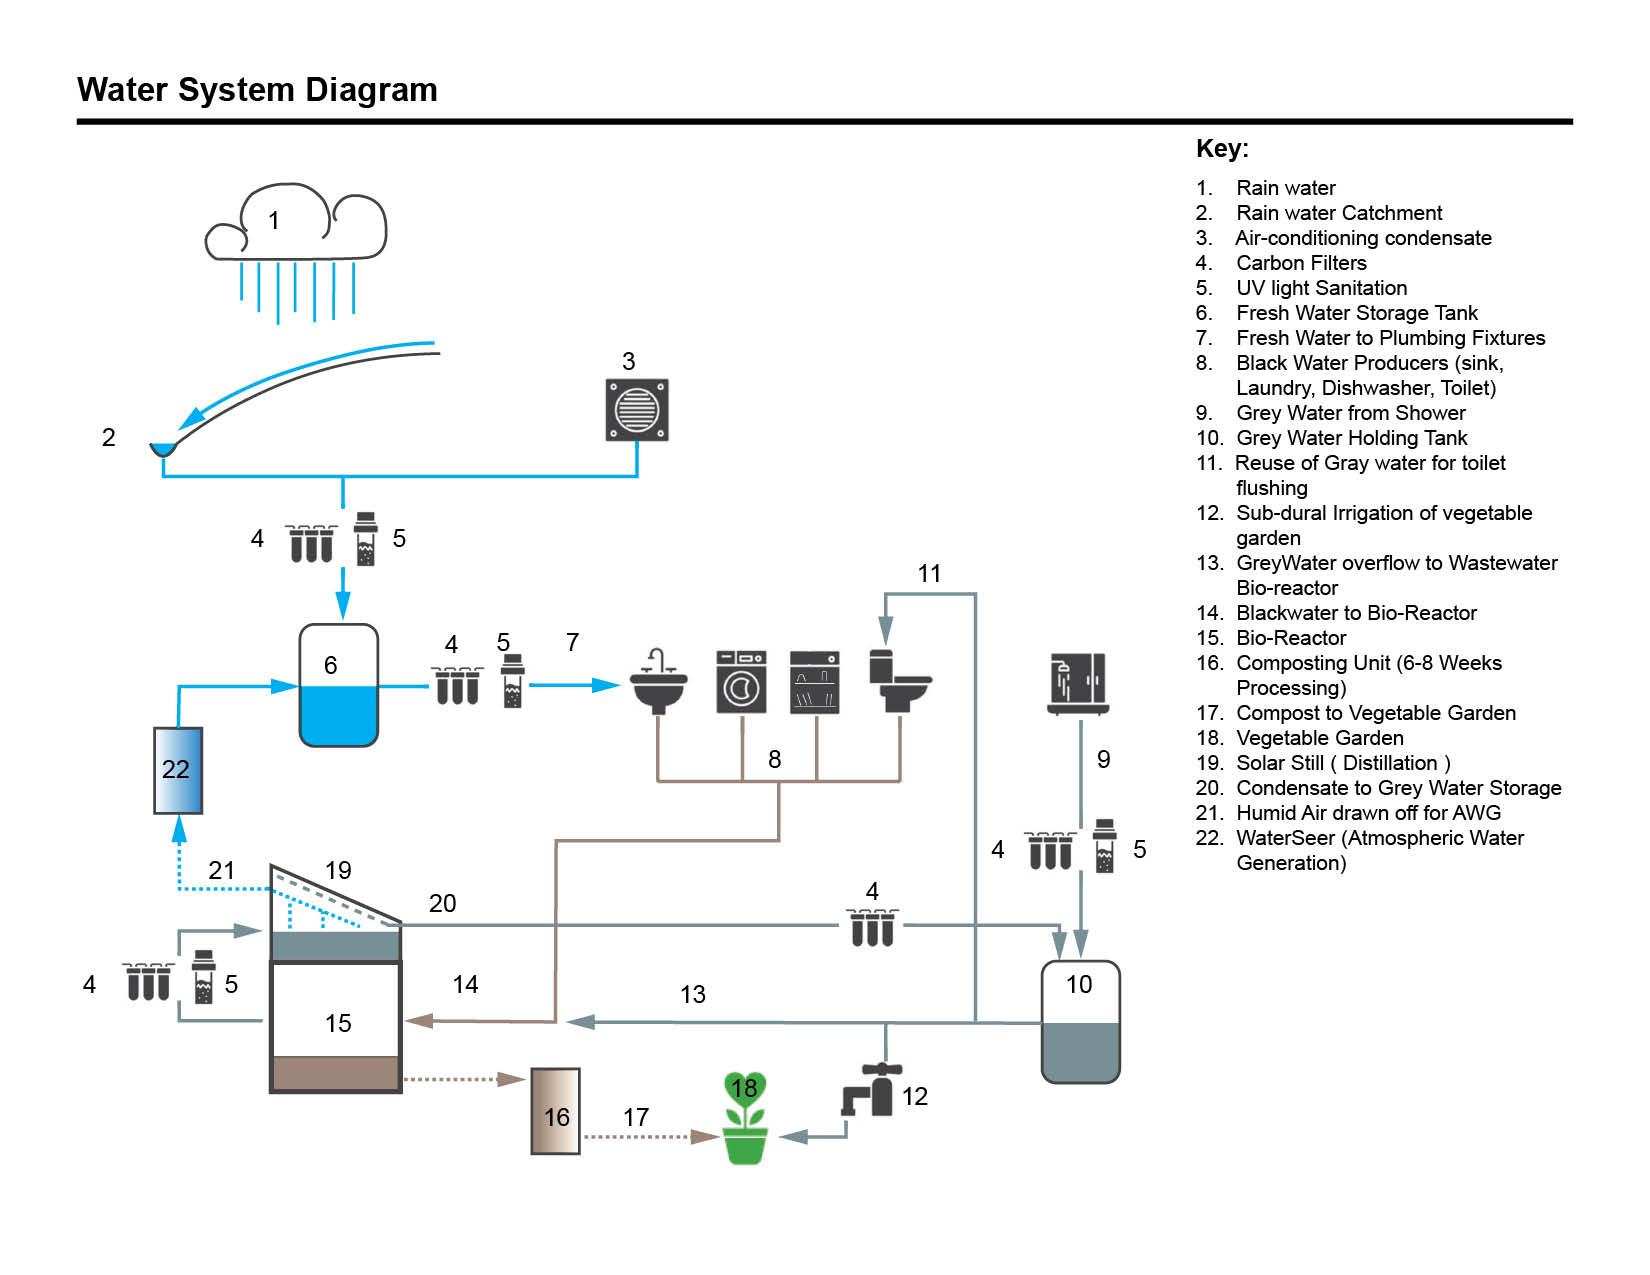 Water System Diagram
Key:
1. Rain water
2. Rain water Catchment
3. Air-conditioning condensate
4. Carbon Filters
5. UV light Sanitation
6. Fresh Water Storage Tank
7. Fresh Water to Plumbing Fixtures
8. Black Water Producers (sink,
Laundry, Dishwasher, Toilet)
9. Grey Water from Shower
10. Grey Water Holding Tank
11. Reuse of Gray water for toilet
flushing
12. Sub-dural Irrigation of vegetable
garden
13. GreyWater overflow to Wastewater
Bio-reactor
14. Blackwater to Bio-Reactor
15. Bio-Reactor
16. Composting Unit (6-8 Weeks
Processing)
17. Compost to Vegetable Garden
18. Vegetable Garden
19. Solar Still ( Distillation )
20. Condensate to Grey Water Storage
21. Humid Air drawn off for AWG
22. WaterSeer (Atmospheric Water
Generation)
1
3
2
4 5
11
4 5 7
6
8
9
22
4 5
21 19
4
20
4 5
14
13
10
15
18
12
16 17